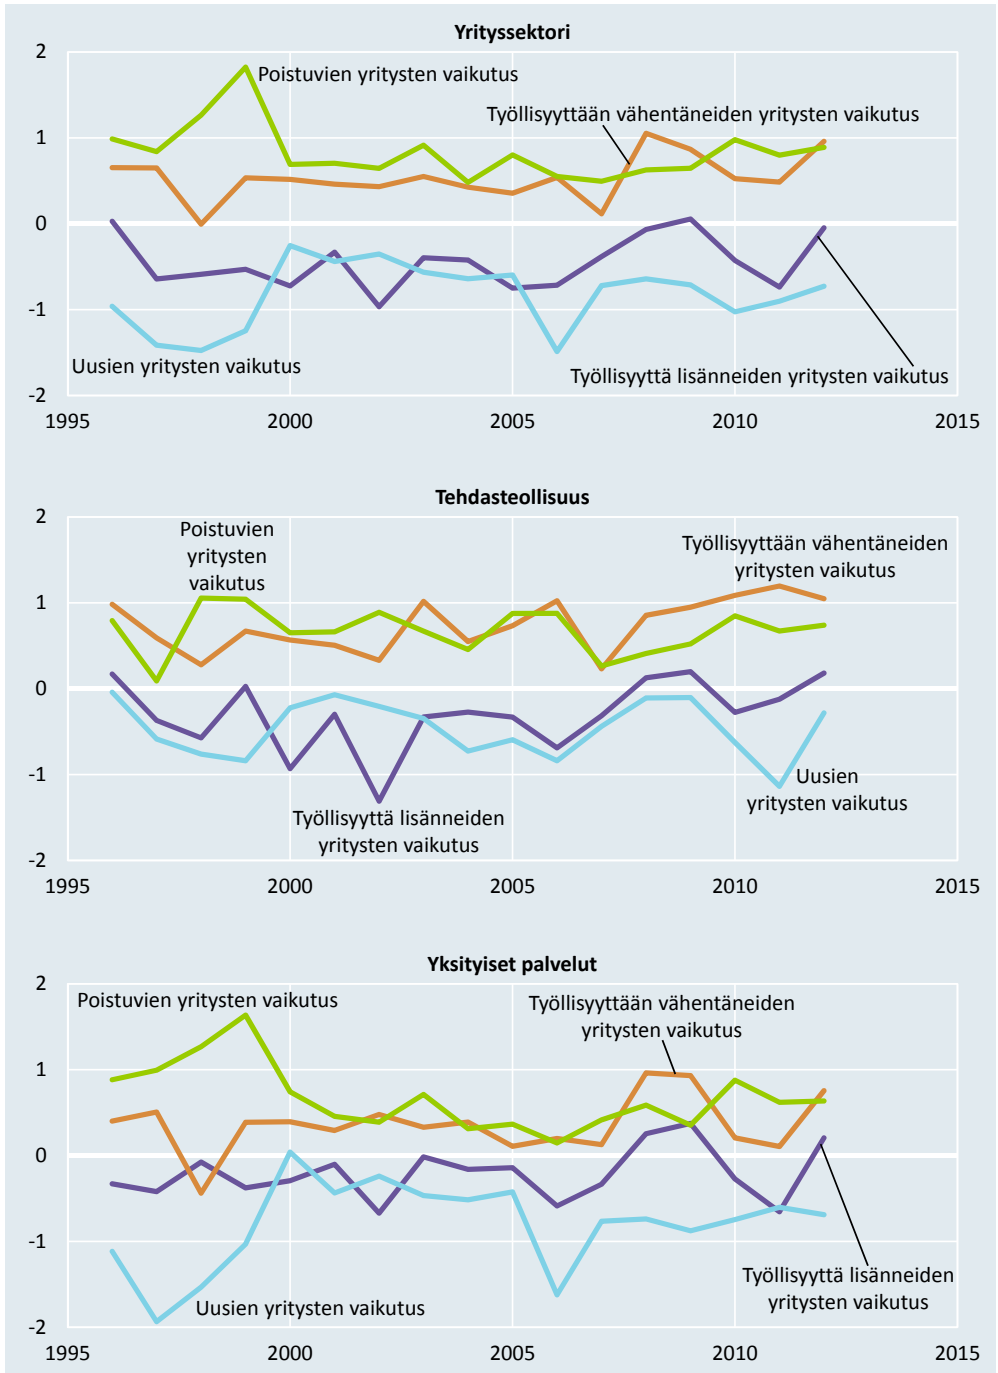 Yrityssektori
2
Poistuvien yritysten vaikutus
Työllisyyttään vähentäneiden yritysten vaikutus
1
0
-1
Uusien yritysten vaikutus
Työllisyyttä lisänneiden yritysten vaikutus
-2
1995 2000 2005 2010 2015
Tehdasteollisuus
2
Poistuvien
yritysten
vaikutus
Työllisyyttään vähentäneiden
yritysten vaikutus
1
0
-1
Uusien
yritysten vaikutus
Työllisyyttä lisänneiden
yritysten vaikutus
-2
1995 2000 2005 2010 2015
Yksityiset palvelut
2
Poistuvien yritysten vaikutus
Työllisyyttään vähentäneiden
yritysten vaikutus
1
0
-1
Työllisyyttä lisänneiden
yritysten vaikutus
Uusien yritysten vaikutus
-2
1995 2000 2005 2010 2015